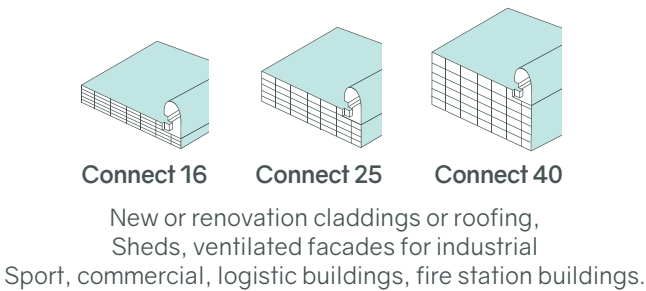 Connect 16
Connect 25
Connect 40
New or renovation claddings or roofing,
Sheds, ventilated facades for industrial
Sport, commercial, logistic buildings, fire station buildings.